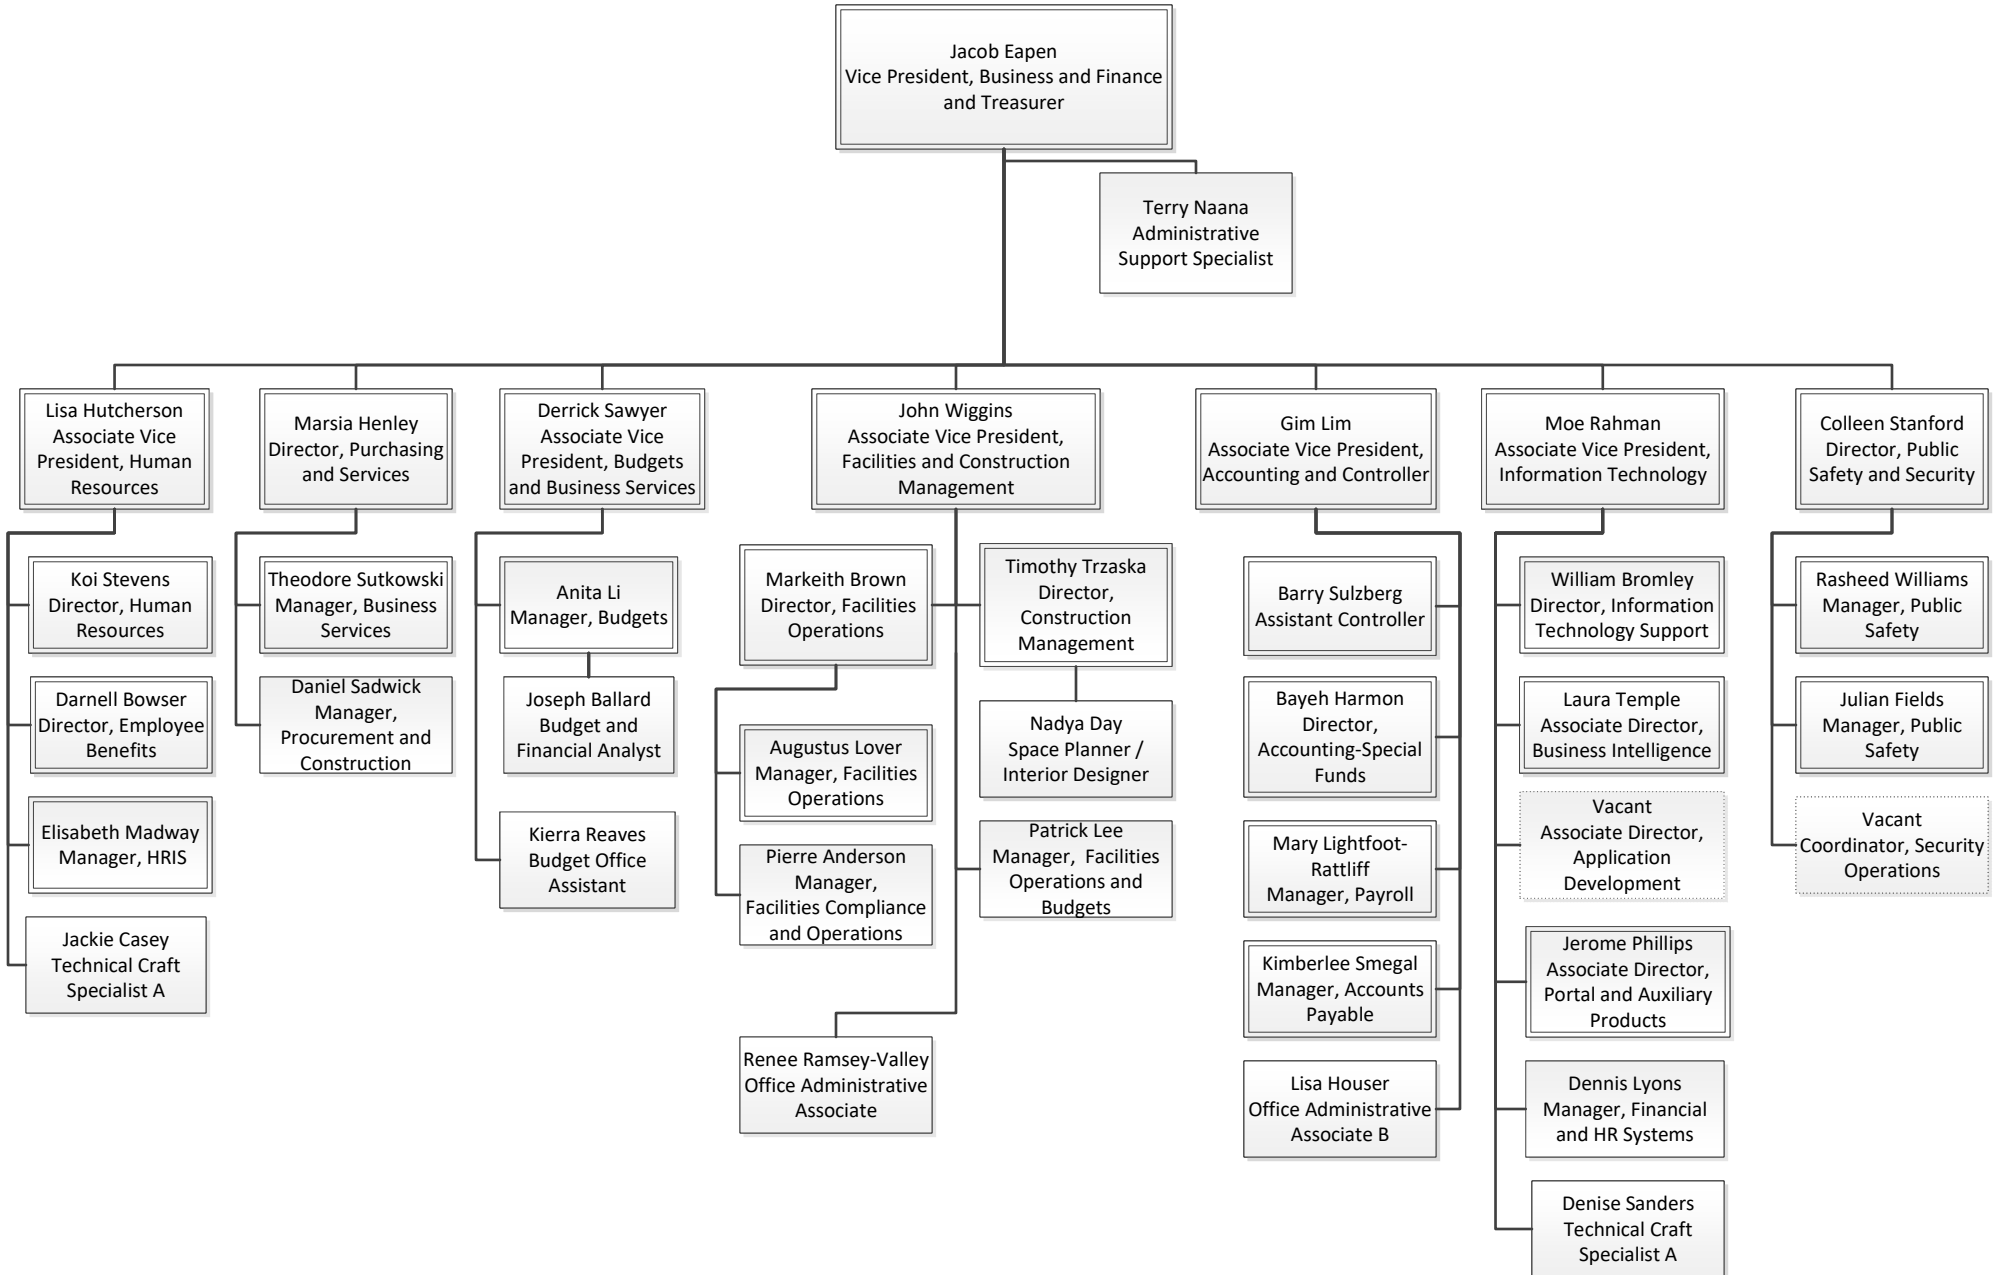 Jacob Eapen
Vice President, Business and Finance
and Treasurer
Terry Naana
Administrative
Support Specialist
Lisa Hutcherson
Associate Vice
President, Human
Resources
Marsia Henley
Director, Purchasing
and Services
Derrick Sawyer
Associate Vice
President, Budgets
and Business Services
John Wiggins
Associate Vice President,
Facilities and Construction
Management
Gim Lim
Associate Vice President,
Accounting and Controller
Moe Rahman
Associate Vice President,
Information Technology
Colleen Stanford
Director, Public
Safety and Security
Koi Stevens
Director, Human
Resources
Darnell Bowser
Director, Employee
Benefits
Elisabeth Madway
Manager, HRIS
Jackie Casey
Technical Craft
Specialist A
Theodore Sutkowski
Manager, Business
Services
Daniel Sadwick
Manager,
Procurement and
Construction
Anita Li
Manager, Budgets
Joseph Ballard
Budget and
Financial Analyst
Kierra Reaves
Budget Office
Assistant
Markeith Brown
Director, Facilities
Operations
Augustus Lover
Manager, Facilities
Operations
Pierre Anderson
Manager,
Facilities Compliance
and Operations
Timothy Trzaska
Director,
Construction
Management
Nadya Day
Space Planner /
Interior Designer
Patrick Lee
Manager,  Facilities
Operations and
Budgets
Renee Ramsey-Valley
Office Administrative
Associate
Barry Sulzberg
Assistant Controller
Bayeh Harmon
Director,
Accounting-Special
Funds
Mary Lightfoot-
Rattliff
Manager, Payroll
Kimberlee Smegal
Manager, Accounts
Payable
Lisa Houser
Office Administrative
Associate B
William Bromley
Director, Information
Technology Support
Laura Temple
Associate Director,
Business Intelligence
Vacant
Associate Director,
Application
Development
Jerome Phillips
Associate Director,
Portal and Auxiliary
Products
Dennis Lyons
Manager, Financial
and HR Systems
Denise Sanders
Technical Craft
Specialist A
Rasheed Williams
Manager, Public
Safety
Julian Fields
Manager, Public
Safety
Vacant
Coordinator, Security
Operations